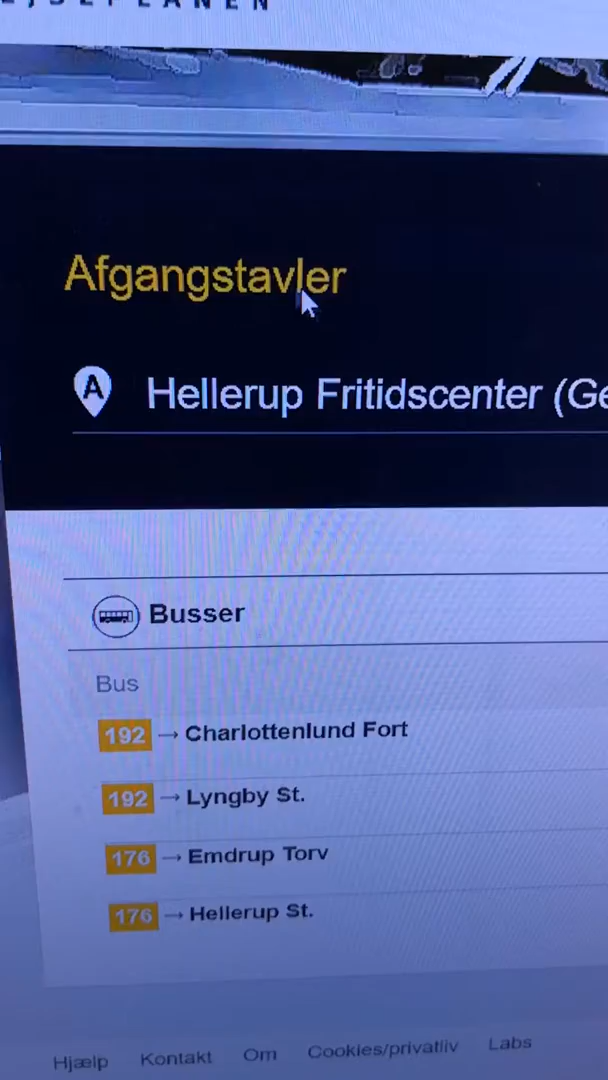 Afgangstavler
A
Hellerup Fritidscenter (Ge
Busser
Bus
192 → Charlottenlund Fort
192 → Lyngby St.
176 → Emdrup Torv
176 → Hellerup St.
Hjælp Kontakt Om Cookies/privatliv Labs